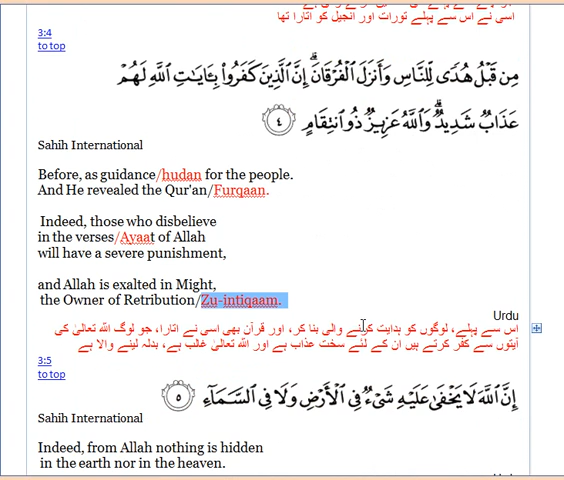 اسی نے اس سے پہلے تورات اور انجیل کو اتارا تھا
3:4
to top
مِن قَبْلُ هُدًى لِّلنَّاسِ وَأَنزَلَ الْفُرْقَانَ ۗ إِنَّ الَّذِينَ كَفَرُوا بِـَٔايَـٰتِ اللَّهِ لَهُمْ
عَذَابٌ شَدِيدٌ ۗ وَاللَّهُ عَزِيزٌ ذُو انتِقَامٍ ٤
Sahih International
Before, as guidance/hudan for the people.
And He revealed the Qur'an/Furqaan.
Indeed, those who disbelieve
in the verses/Ayaat of Allah
will have a severe punishment,
and Allah is exalted in Might,
the Owner of Retribution/Zu-intiqaam.
Urdu
اس سے پہلے، لوگوں کو ہدایت کرنے والی بنا کر، اور قرآن بھی اسی نے اتارا، جو لوگ اللہ تعالیٰ کی
آیتوں سے کفر کرتے ہیں ان کے لئے سخت عذاب ہے اور اللہ تعالیٰ غالب ہے، بدلہ لینے والا ہے
3:5
to top
إِنَّ اللَّهَ لَا يَخْفَىٰ عَلَيْهِ شَىْءٌ فِى الْأَرْضِ وَلَا فِى السَّمَآءِ ٥
Sahih International
Indeed, from Allah nothing is hidden
in the earth nor in the heaven.